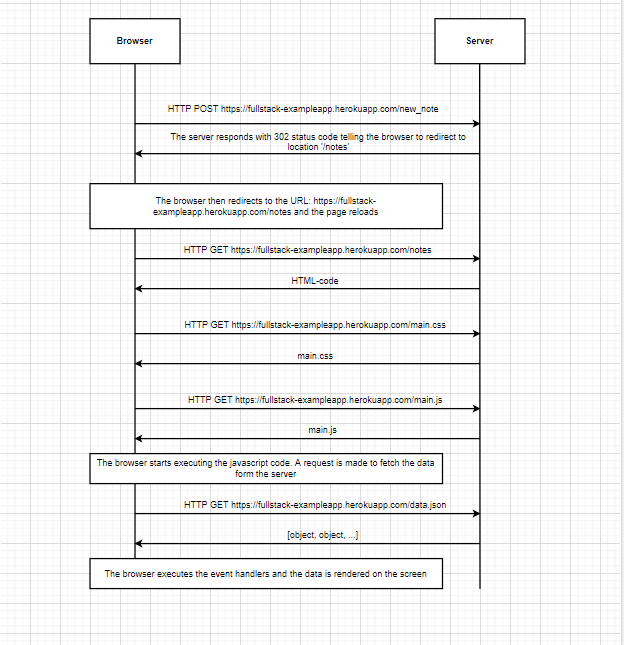 Browser
Server
HTTP POST https://fullstack-exampleapp.herokuapp.com/new_note
The server responds with 302 status code telling the browser to redirect to
location '/notes'
The browser then redirects to the URL: https://fullstack-
exampleapp.herokuapp.com/notes and the page reloads
HTTP GET https://fullstack-exampleapp.herokuapp.com/notes
HTML-code
HTTP GET https://fullstack-exampleapp.herokuapp.com/main.css
main.css
HTTP GET https://fullstack-exampleapp.herokuapp.com/main.js
main.js
The browser starts executing the javascript code. A request is made to fetch the data
form the server
HTTP GET https://fullstack-exampleapp.herokuapp.com/data.json
[object, object, ...]
The browser executes the event handlers and the data is rendered on the screen